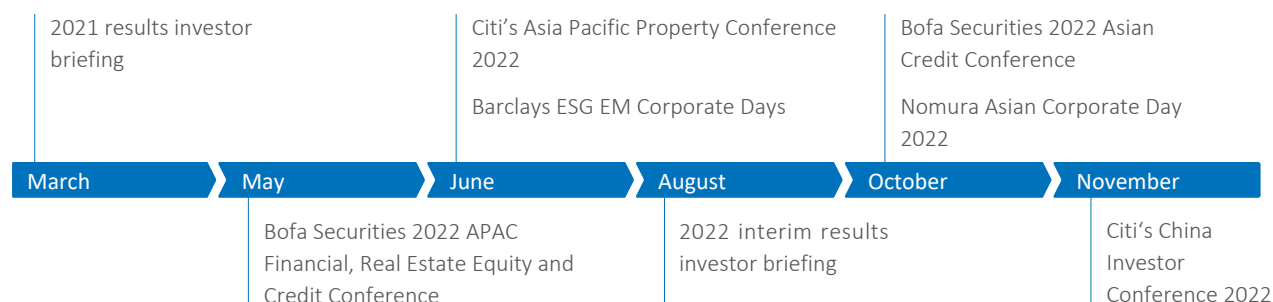 2021 results investor
briefing
Citi's Asia Pacific Property Conference
2022
Barclays ESG EM Corporate Days
Bofa Securities 2022 Asian
Credit Conference
Nomura Asian Corporate Day
2022
March
May
June
August
October
November
Bofa Securities 2022 APAC
Financial, Real Estate Equity and
Credit Conference
2022 interim results
investor briefing
Citi‘s China
Investor
Conference 2022